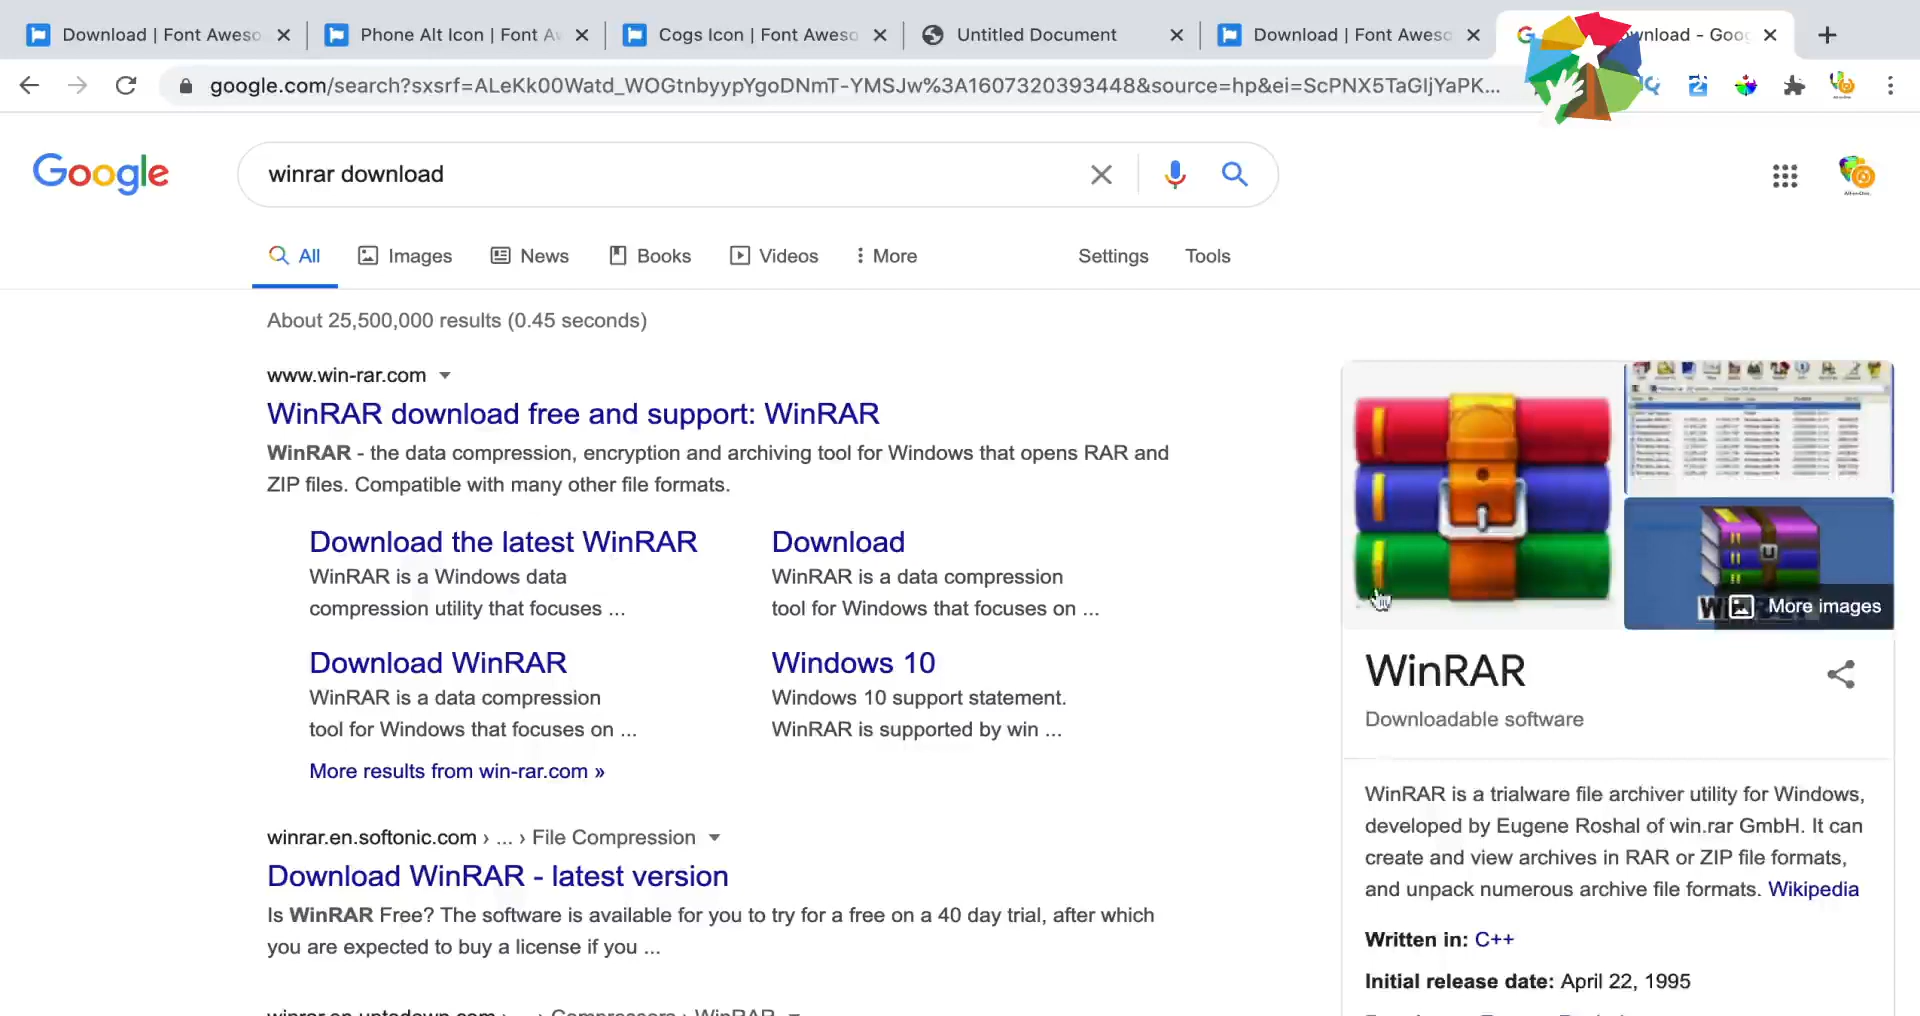 Download | Font Aweso
Phone Alt Icon | Font Aw
Cogs Icon | Font Aweso
Untitled Document
Download | Font Aweso
wnload - Goog
google.com/search?sxsrf=ALeKk00Watd_WOGtnbyypYgoDNmT-YMSJw%3A1607320393448&source=hp&ei=ScPNX5TaGIjYaPK...
Google
winrar download
All
Images
News
Books
Videos
More
Settings
Tools
About 25,500,000 results (0.45 seconds)
www.win-rar.com
WinRAR download free and support: WinRAR
WinRAR - the data compression, encryption and archiving tool for Windows that opens RAR and
ZIP files. Compatible with many other file formats.
Download the latest WinRAR
WinRAR is a Windows data
compression utility that focuses ...
Download
WinRAR is a data compression
tool for Windows that focuses on ...
Download WinRAR
WinRAR is a data compression
tool for Windows that focuses on ...
Windows 10
Windows 10 support statement.
WinRAR is supported by win ...
More results from win-rar.com »
winrar.en.softonic.com › ... › File Compression
Download WinRAR - latest version
Is WinRAR Free? The software is available for you to try for a free on a 40 day trial, after which
you are expected to buy a license if you ...
winrar.en.uptodown.com › ... › Compressors › WinRAR
More images
WinRAR
Downloadable software
WinRAR is a trialware file archiver utility for Windows,
developed by Eugene Roshal of win.rar GmbH. It can
create and view archives in RAR or ZIP file formats,
and unpack numerous archive file formats. Wikipedia
Written in: C++
Initial release date: April 22, 1995